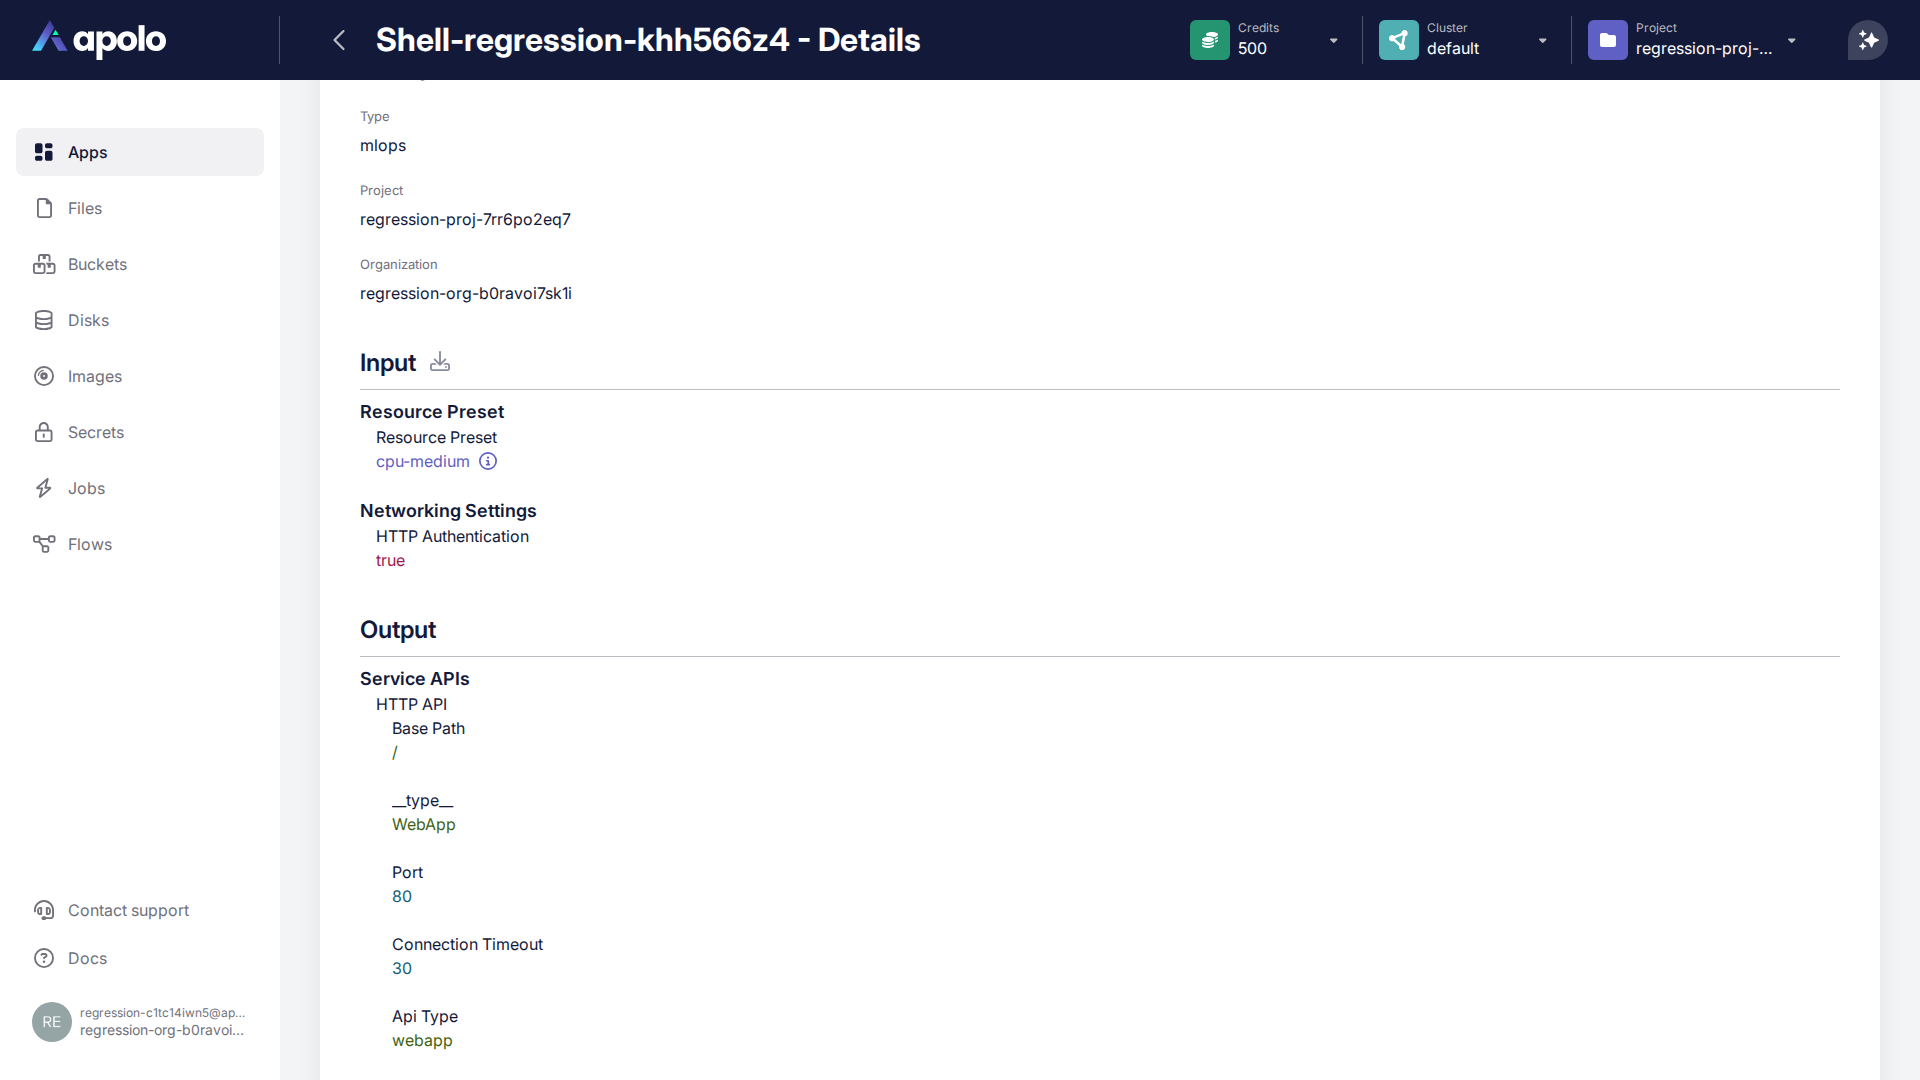 apolo
Shell-regression-khh566z4 - Details
Credits
500
Cluster
default
Project
regression-proj-...
Apps
Files
Buckets
Disks
Images
Secrets
Jobs
Flows
Contact support
Docs
RE
regression-c1tc14iwn5@ap...
regression-org-b0ravoi...
Type
mlops
Project
regression-proj-7rr6po2eq7
Organization
regression-org-b0ravoi7sk1i
Input
Resource Preset
Resource Preset
cpu-medium
Networking Settings
HTTP Authentication
true
Output
Service APIs
HTTP API
Base Path
/
__type__
WebApp
Port
80
Connection Timeout
30
Api Type
webapp